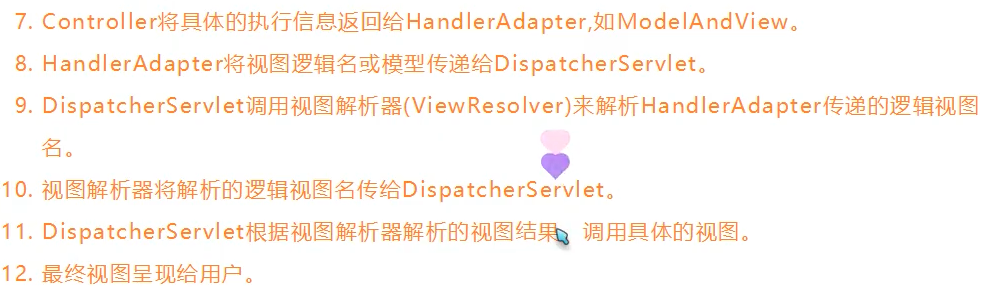 7. Controller将具体的执行信息返回给HandlerAdapter,如ModelAndView。
8. HandlerAdapter将视图逻辑名或模型传递给DispatcherServlet。
9. DispatcherServlet调用视图解析器(ViewResolver)来解析HandlerAdapter传递的逻辑视图
名。
10. 视图解析器将解析的逻辑视图名传给DispatcherServlet。
11. DispatcherServlet根据视图解析器解析的视图结果 调用具体的视图。
12. 最终视图呈现给用户。